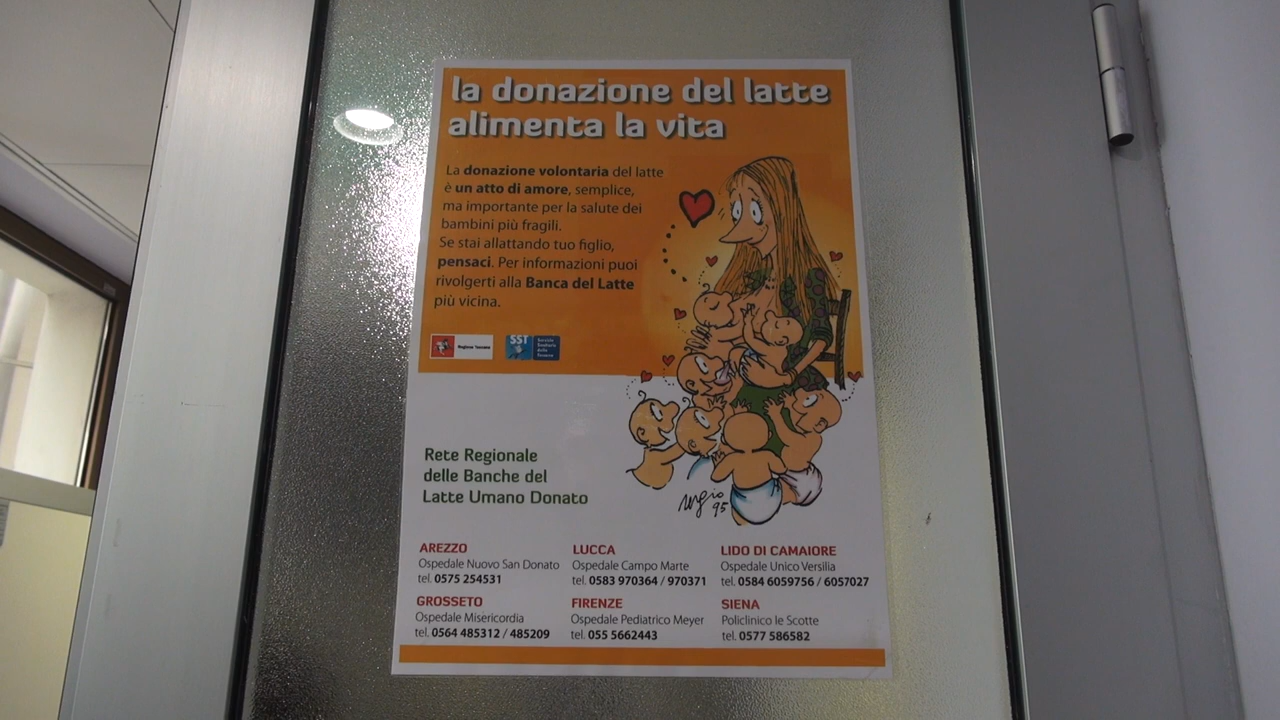 la donazione del latte
alimenta la vita
La donazione volontaria del latte
è un atto di amore, semplice,
ma importante per la salute dei
bambini più fragili.
Se stai allattando tuo figlio,
pensaci. Per informazioni puoi
rivolgerti alla Banca del Latte
più vicina.
Regione Toscana
SST
Servizio
Sanitario
della
Toscana
Rete Regionale
delle Banche del
Latte Umano Donato
95
AREZZO
Ospedale Nuovo San Donato
tel. 0575 254531
LUCCA
Ospedale Campo Marte
tel. 0583 970364 / 970371
LIDO DI CAMAIORE
Ospedale Unico Versilia
tel. 0584 6059756 / 6057027
GROSSETO
Ospedale Misericordia
tel. 0564 485312 / 485209
FIRENZE
Ospedale Pediatrico Meyer
tel. 055 5662443
SIENA
Policlinico le Scotte
tel. 0577 586582